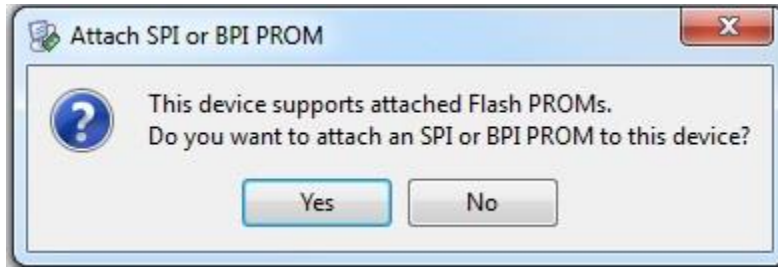 Attach SPI or BPI PROM
This device supports attached Flash PROMs.
Do you want to attach an SPI or BPI PROM to this device?
Yes
No